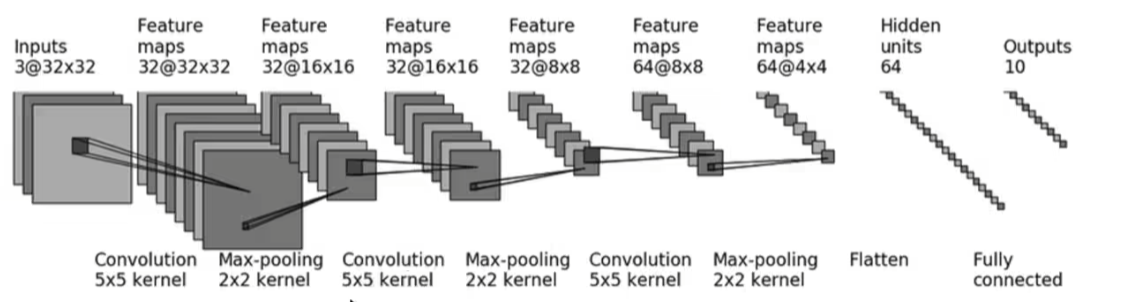 Inputs
3@32x32
Feature
maps
32@32x32
Feature
maps
32@16x16
Feature
maps
32@16x16
Feature
maps
32@8x8
Feature
maps
64@8x8
Feature
maps
64@4x4
Hidden
units
64
Outputs
10
Convolution
5x5 kernel
Max-pooling
2x2 kernel
Convolution
5x5 kernel
Max-pooling
2x2 kernel
Convolution
5x5 kernel
Max-pooling
2x2 kernel
Flatten
Fully
connected